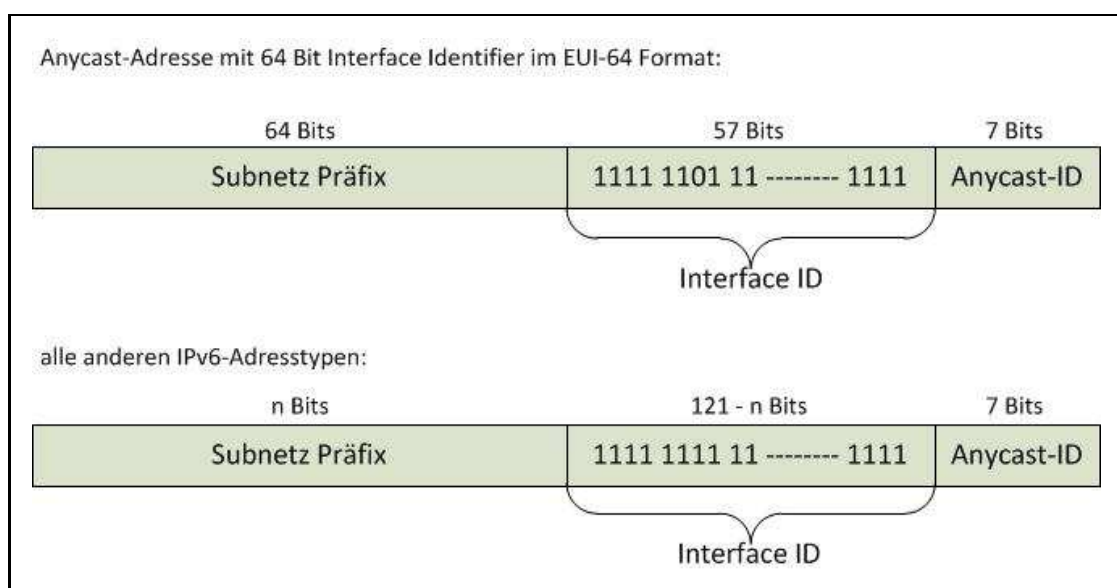 Anycast-Adresse mit 64 Bit Interface Identifier im EUI-64 Format:
64 Bits 57 Bits 7 Bits
Subnetz Präfix 1111 1101 11 -------- 1111 Anycast-ID
Interface ID
alle anderen IPv6-Adresstypen:
n Bits 121 - n Bits 7 Bits
Subnetz Präfix 1111 1111 11 -------- 1111 Anycast-ID
Interface ID